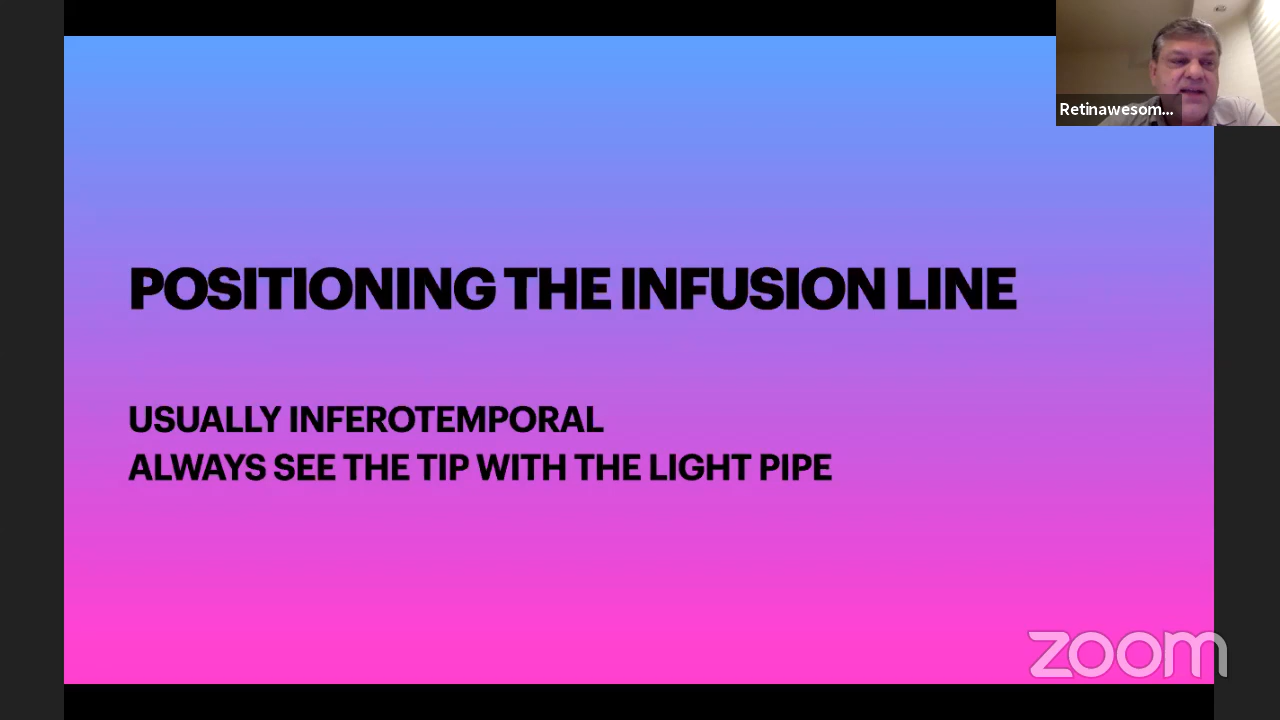 Retinawesom...
POSITIONING THE INFUSION LINE
USUALLY INFEROTEMPORAL
ALWAYS SEE THE TIP WITH THE LIGHT PIPE
zoom